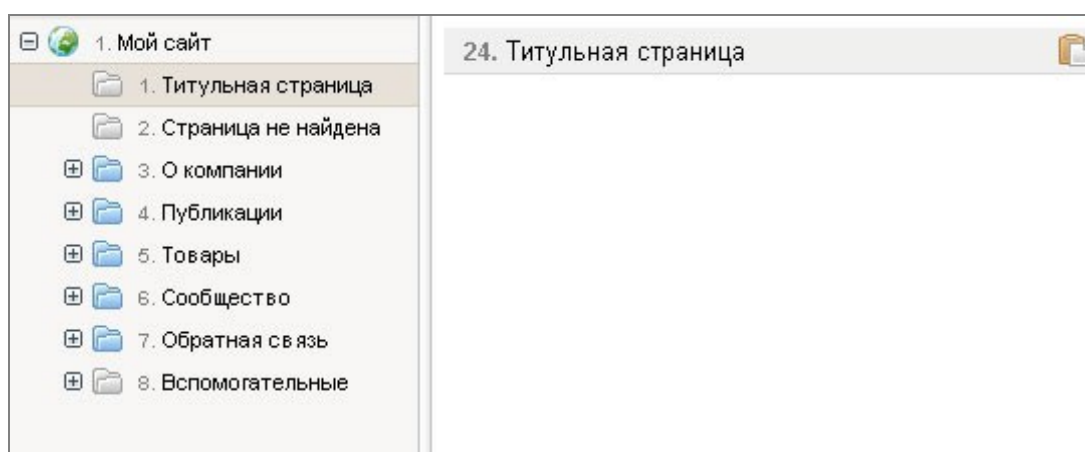 1. Мой сайт
1. Титульная страница
2. Страница не найдена
3. О компании
4. Публикации
5. Товары
6. Сообщество
7. Обратная связь
8. Вспомогательные
24. Титульная страница